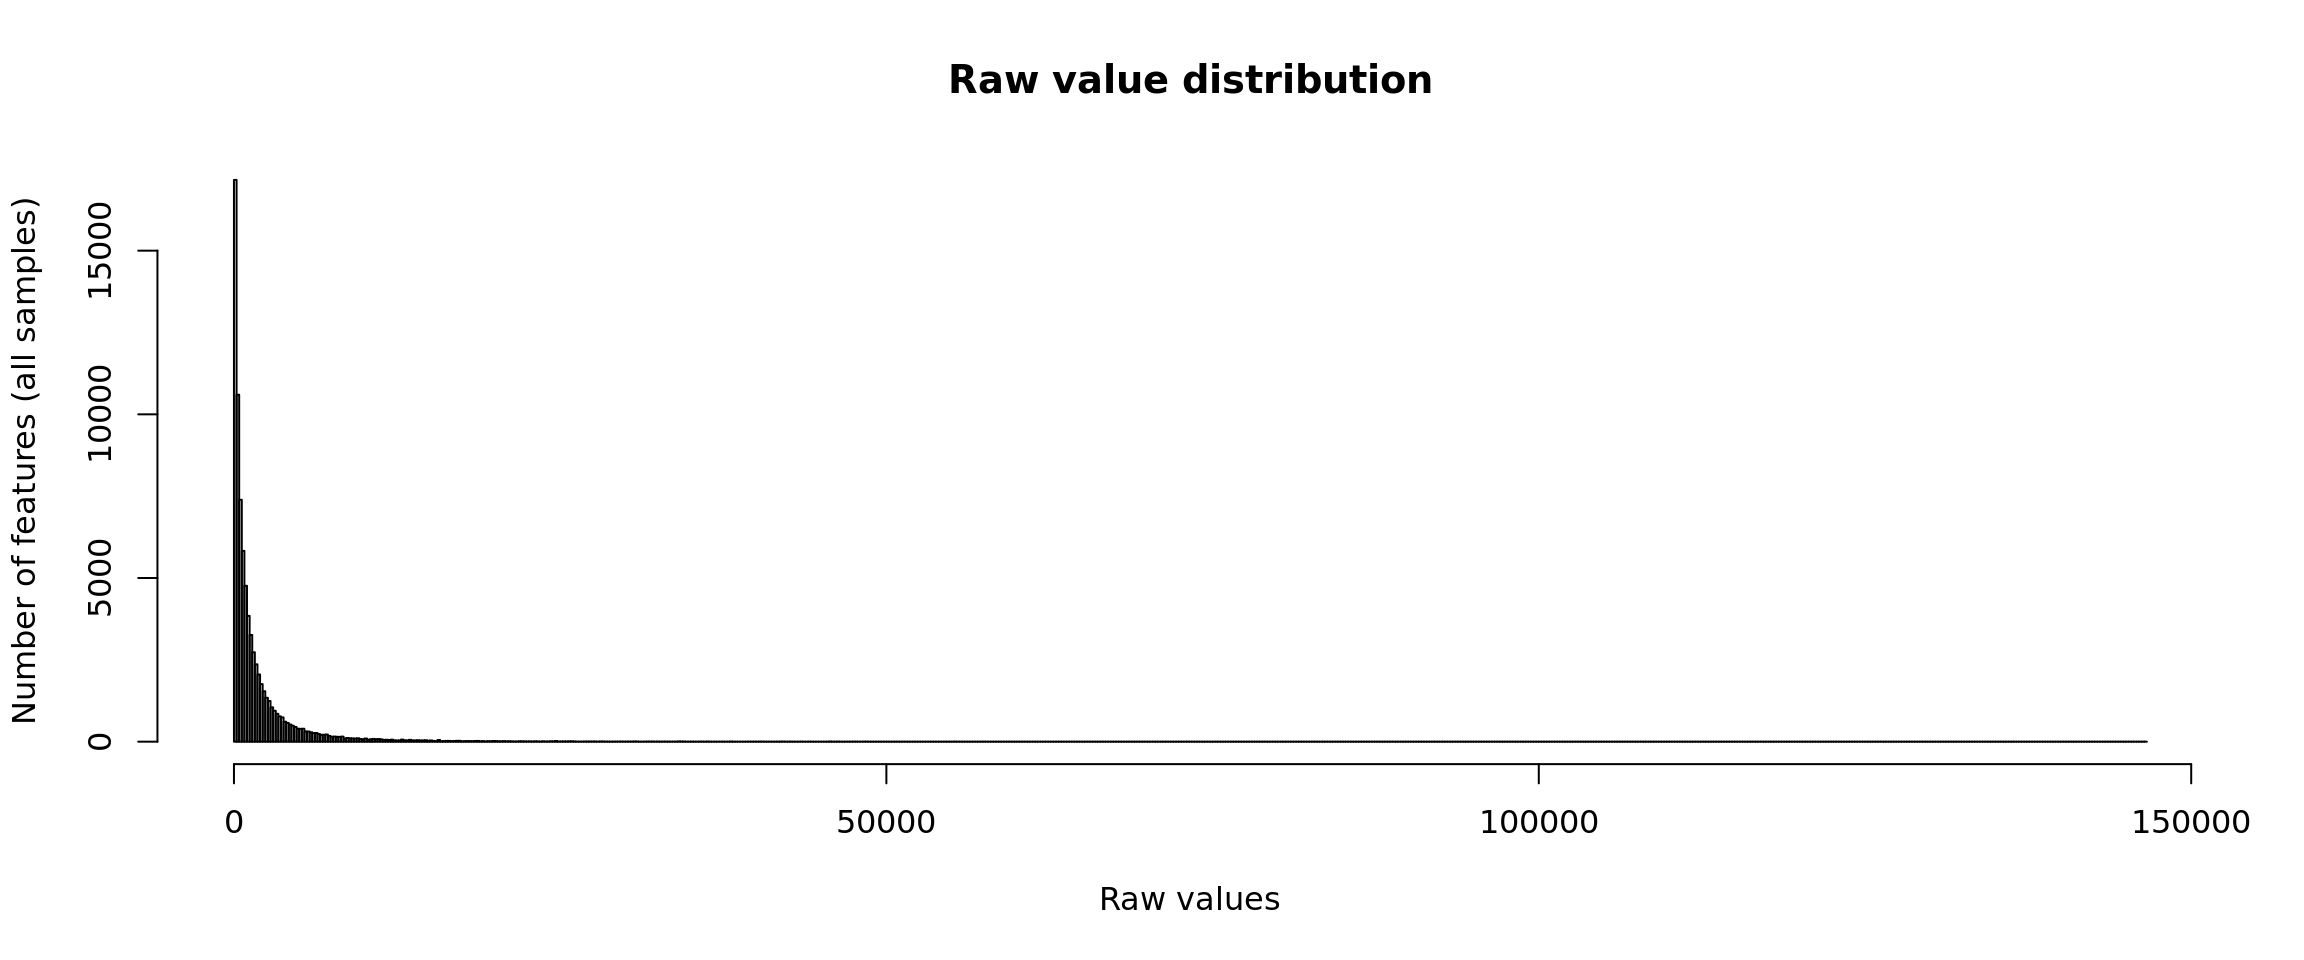 Raw value distribution
Number of features (all samples)
15000
10000
5000
0
0 50000 100000 150000
Raw values